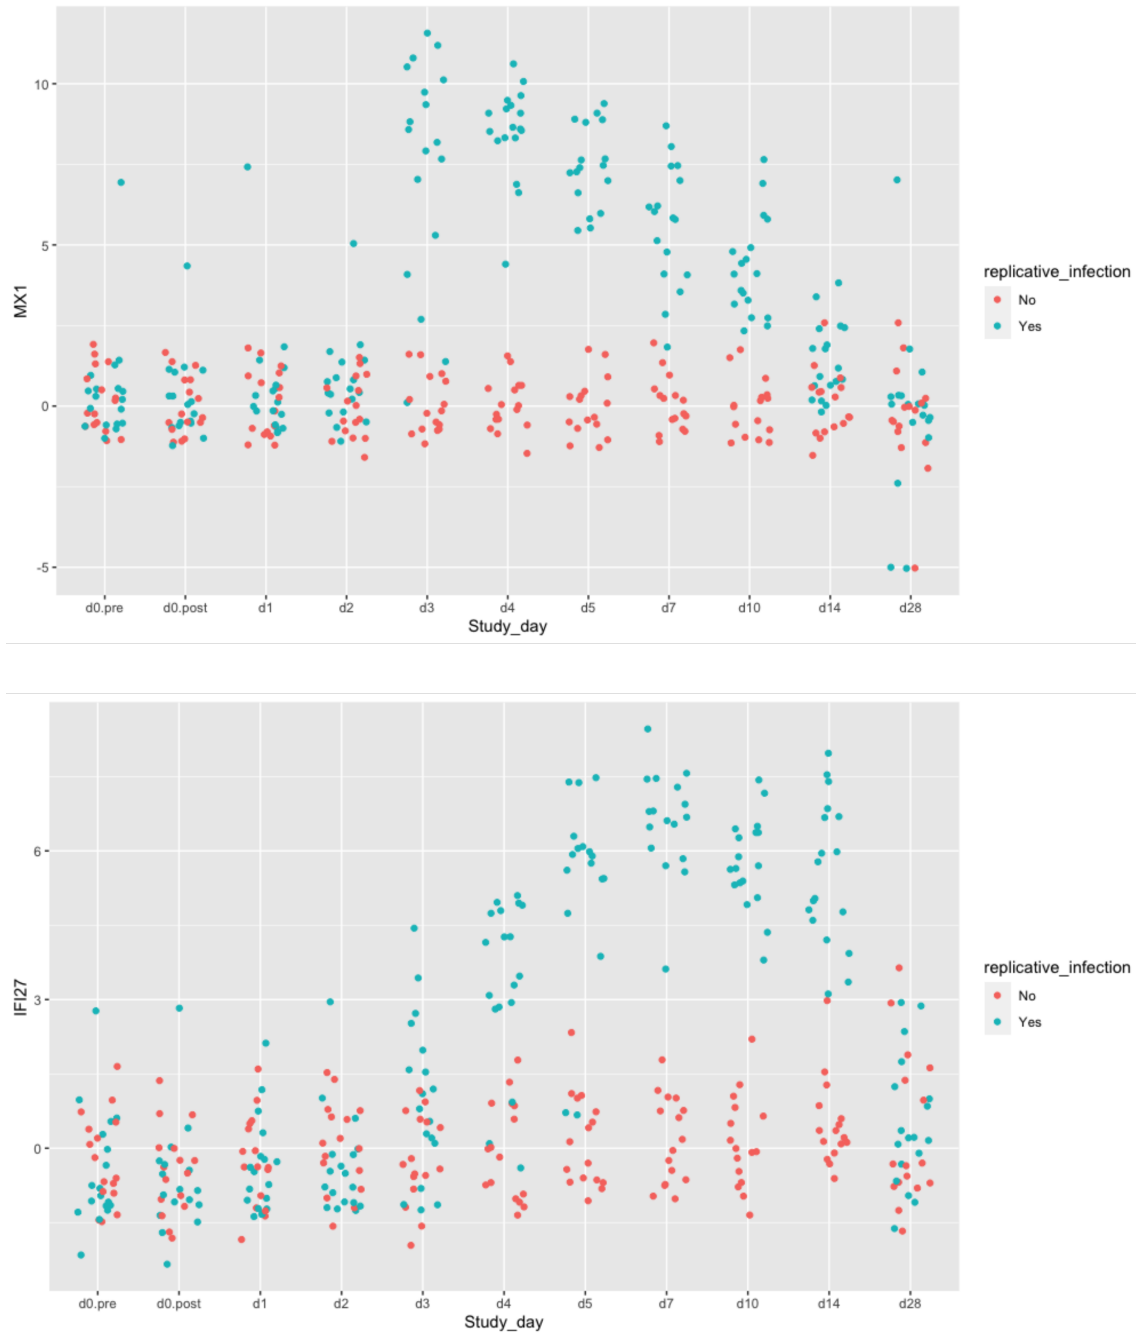 10
5
0
-5
MX1
d0.pre d0.post d1 d2 d3 d4 d5 d7 d10 d14 d28
Study_day
replicative_infection
No
Yes
6
3
0
IFI27
d0.pre d0.post d1 d2 d3 d4 d5 d7 d10 d14 d28
Study_day
replicative_infection
No
Yes